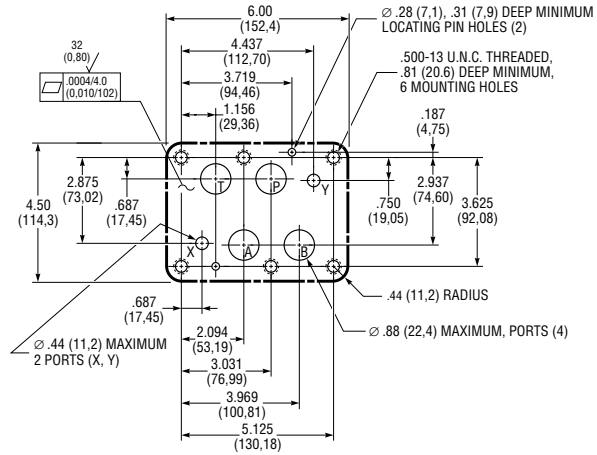 6.00
(152,4)
4.437
(112,70)
3.719
(94,46)
1.156
(29,36)
∅ .28 (7,1), .31 (7,9) DEEP MINIMUM
LOCATING PIN HOLES (2)
.500-13 U.N.C. THREADED,
.81 (20.6) DEEP MINIMUM,
6 MOUNTING HOLES
32
(0,80)
.0004/4.0
(0,010/102)
.187
(4,75)
4.50
(114,3)
2.875
(73,02)
.687
(17,45)
T
P
Y
X
A
B
.750
(19,05)
2.937
(74,60)
3.625
(92,08)
.44 (11,2) RADIUS
∅ .88 (22,4) MAXIMUM, PORTS (4)
∅ .44 (11,2) MAXIMUM
2 PORTS (X, Y)
.687
(17,45)
2.094
(53,19)
3.031
(76,99)
3.969
(100,81)
5.125
(130,18)